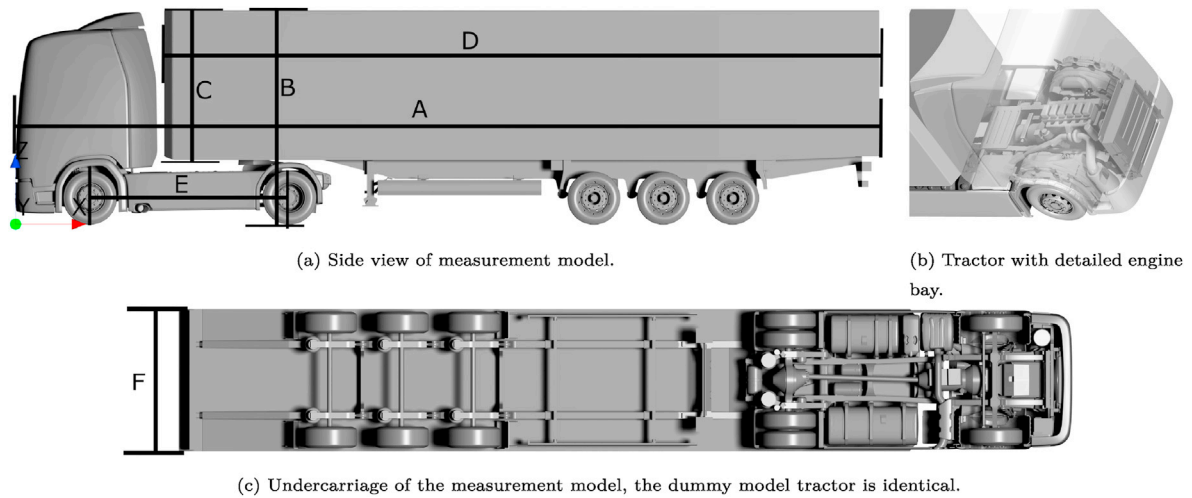 D
C
B
A
Z
E
Y
X
(a) Side view of measurement model.
(b) Tractor with detailed engine
bay.
F
(c) Undercarriage of the measurement model, the dummy model tractor is identical.